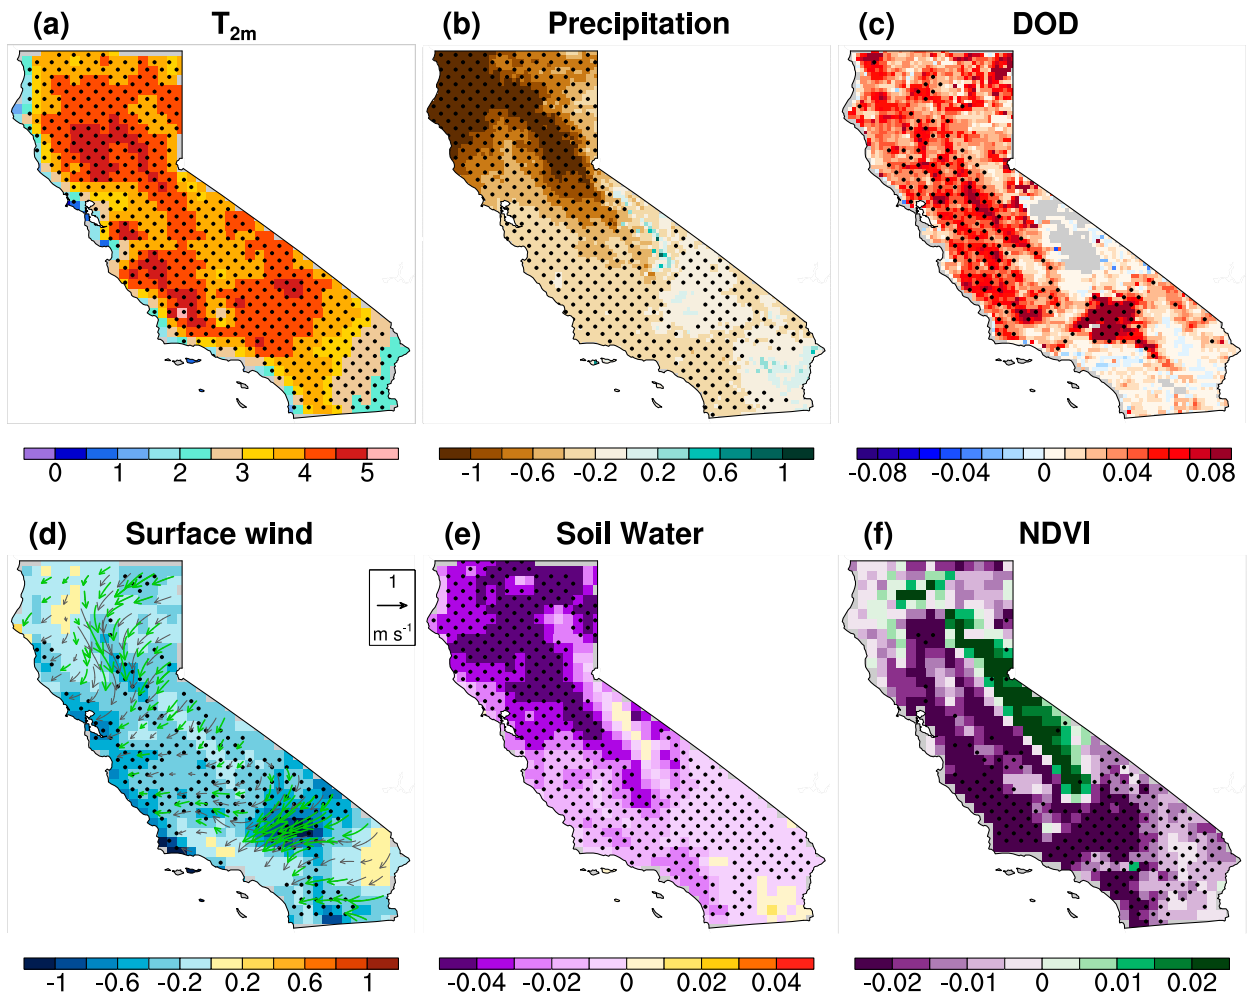 (a) T2m
(b) Precipitation
(c) DOD
0 1 2 3 4 5
-1 -0.6 -0.2 0.2 0.6 1
-0.08 -0.04 0 0.04 0.08
(d) Surface wind
(e) Soil Water
(f) NDVI
1
m s-1
-1 -0.6 -0.2 0.2 0.6 1
-0.04 -0.02 0 0.02 0.04
-0.02 -0.01 0 0.01 0.02